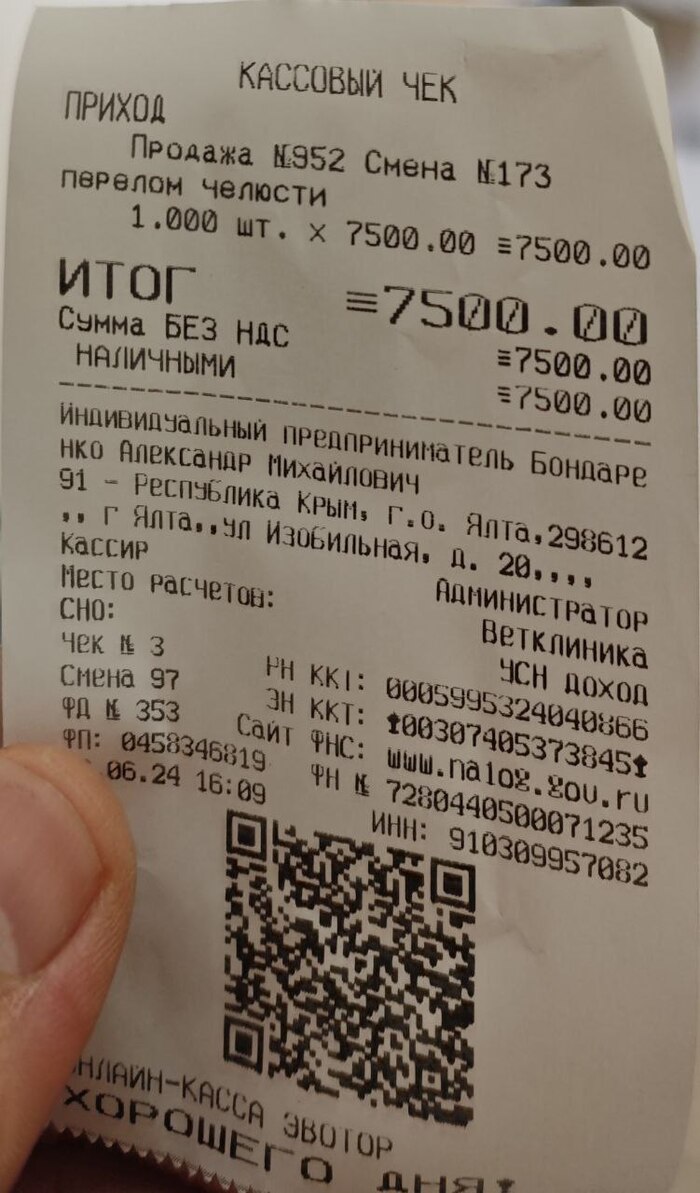 КАССОВЫЙ ЧЕК
ПРИХОД
Продажа №952 Смена №173
перелом челюсти
1.000 шт. × 7500.00 ≡7500.00
ИТОГ ≡7500.00
Сумма БЕЗ НДС ≡7500.00
НАЛИЧНЫМИ ≡7500.00
Индивидуальный предприниматель Бондаре
нко Александр Михайлович
91 - Республика Крым, г.о. Ялта,298612
,, г Ялта,,ул Изобильная, д. 20,,,,
Кассир Администратор
Место расчетов: Ветклиника
СНО: УСН ДОХОД
Чек № 3 РН ККТ: 0005995324040866
Смена 97 ЗН ККТ: 00307405373845
ФД № 353 Сайт ФНС: www.nalog.gov.ru
ФП: 0458346819 ФН № 7280440500071235
.06.24 16:09 ИНН: 910309957082
НЛАЙН-КАССА ЭВОТОР
ХОРОШЕГО ДНЯ!